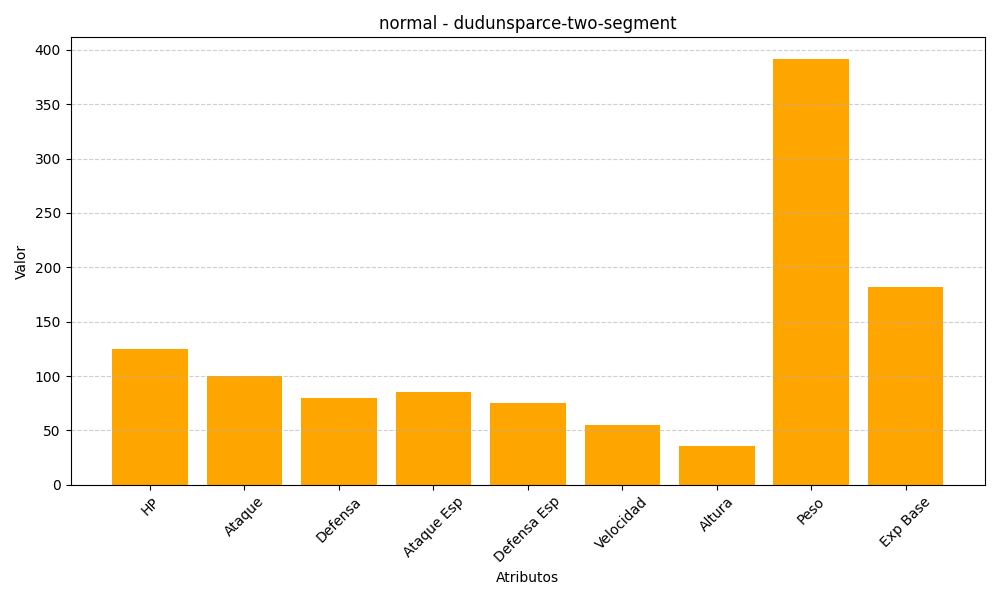 normal - dudunsparce-two-segment
Valor
400
350
300
250
200
150
100
50
0
HP
Ataque
Defensa
Ataque Esp
Defensa Esp
Velocidad
Altura
Peso
Exp Base
Atributos